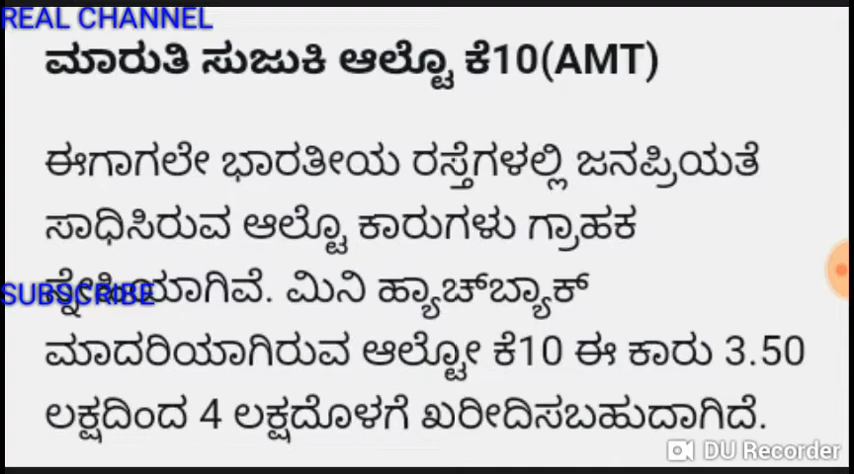 REAL CHANNEL
ಮಾರುತಿ ಸುಜುಕಿ ಆಲ್ಟೊ ಕೆ10(AMT)
ಈಗಾಗಲೇ ಭಾರತೀಯ ರಸ್ತೆಗಳಲ್ಲಿ ಜನಪ್ರಿಯತೆ
ಸಾಧಿಸಿರುವ ಆಲ್ಟೊ ಕಾರುಗಳು ಗ್ರಾಹಕ
SUBSCRIBE
ಮಿನಿ ಹ್ಯಾಚ್‌ಬ್ಯಾಕ್
ಮಾದರಿಯಾಗಿರುವ ಆಲ್ಟೋ ಕೆ10 ಈ ಕಾರು 3.50
ಲಕ್ಷದಿಂದ 4 ಲಕ್ಷದೊಳಗೆ ಖರೀದಿಸಬಹುದಾಗಿದೆ.
DU Recorder